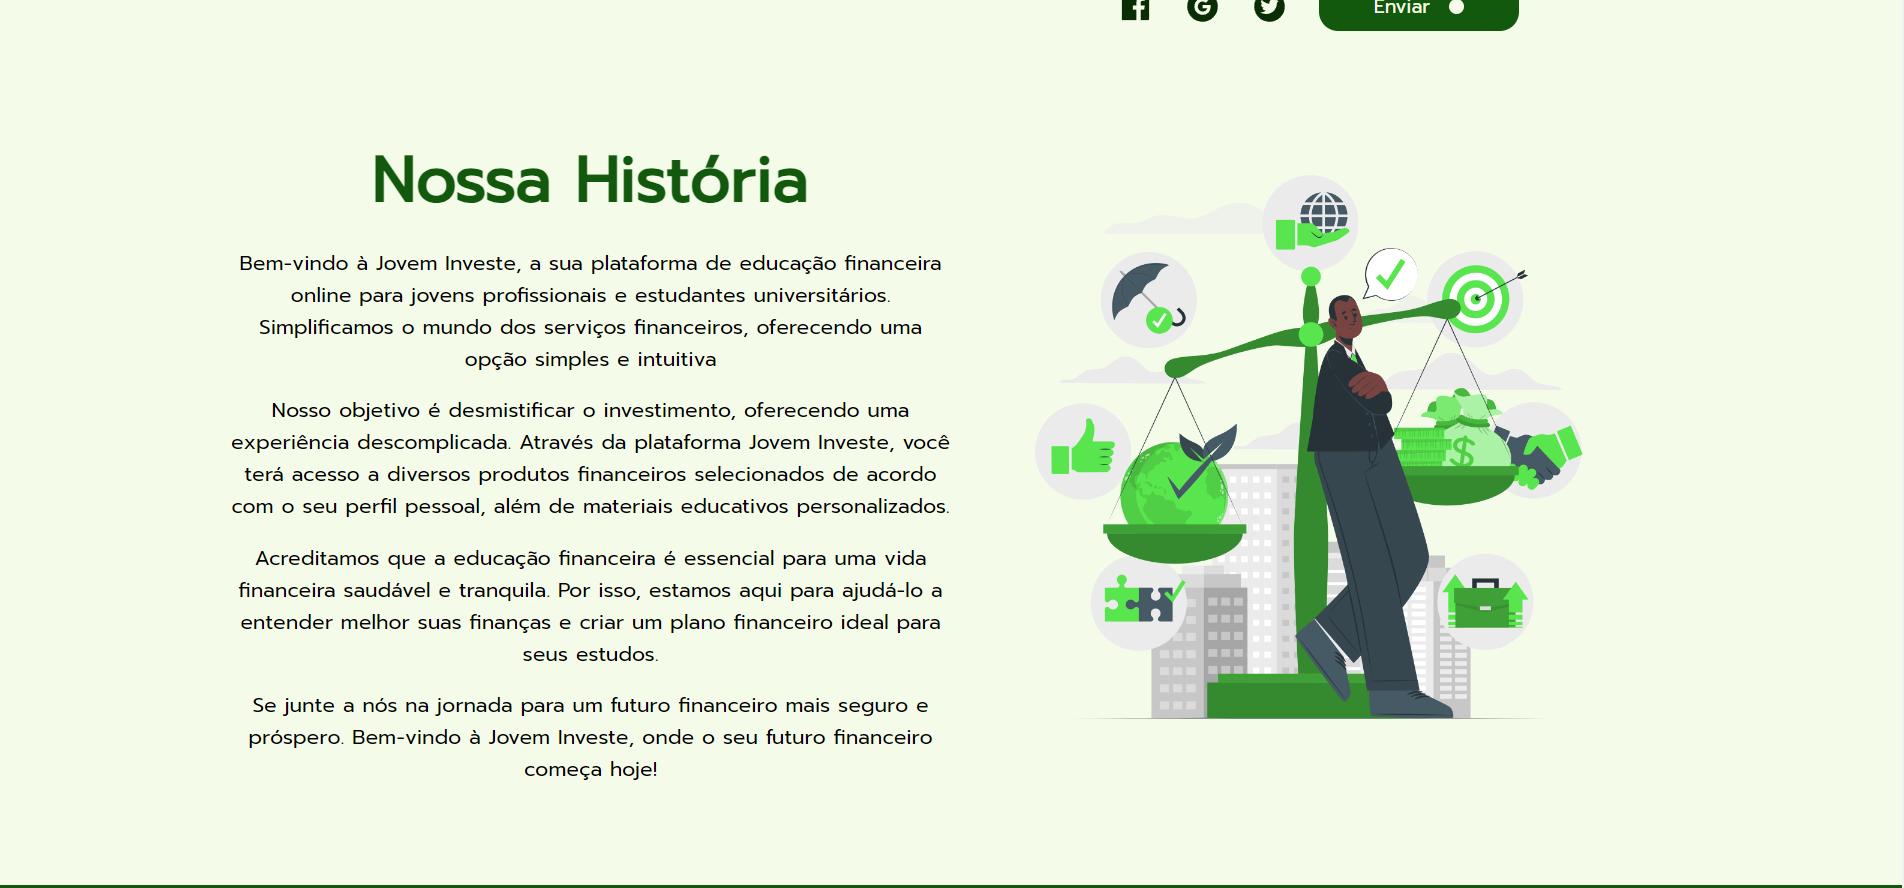 Enviar
Nossa História
Bem-vindo à Jovem Investe, a sua plataforma de educação financeira
online para jovens profissionais e estudantes universitários.
Simplificamos o mundo dos serviços financeiros, oferecendo uma
opção simples e intuitiva
Nosso objetivo é desmistificar o investimento, oferecendo uma
experiência descomplicada. Através da plataforma Jovem Investe, você
terá acesso a diversos produtos financeiros selecionados de acordo
com o seu perfil pessoal, além de materiais educativos personalizados.
Acreditamos que a educação financeira é essencial para uma vida
financeira saudável e tranquila. Por isso, estamos aqui para ajudá-lo a
entender melhor suas finanças e criar um plano financeiro ideal para
seus estudos.
Se junte a nós na jornada para um futuro financeiro mais seguro e
próspero. Bem-vindo à Jovem Investe, onde o seu futuro financeiro
começa hoje!
$